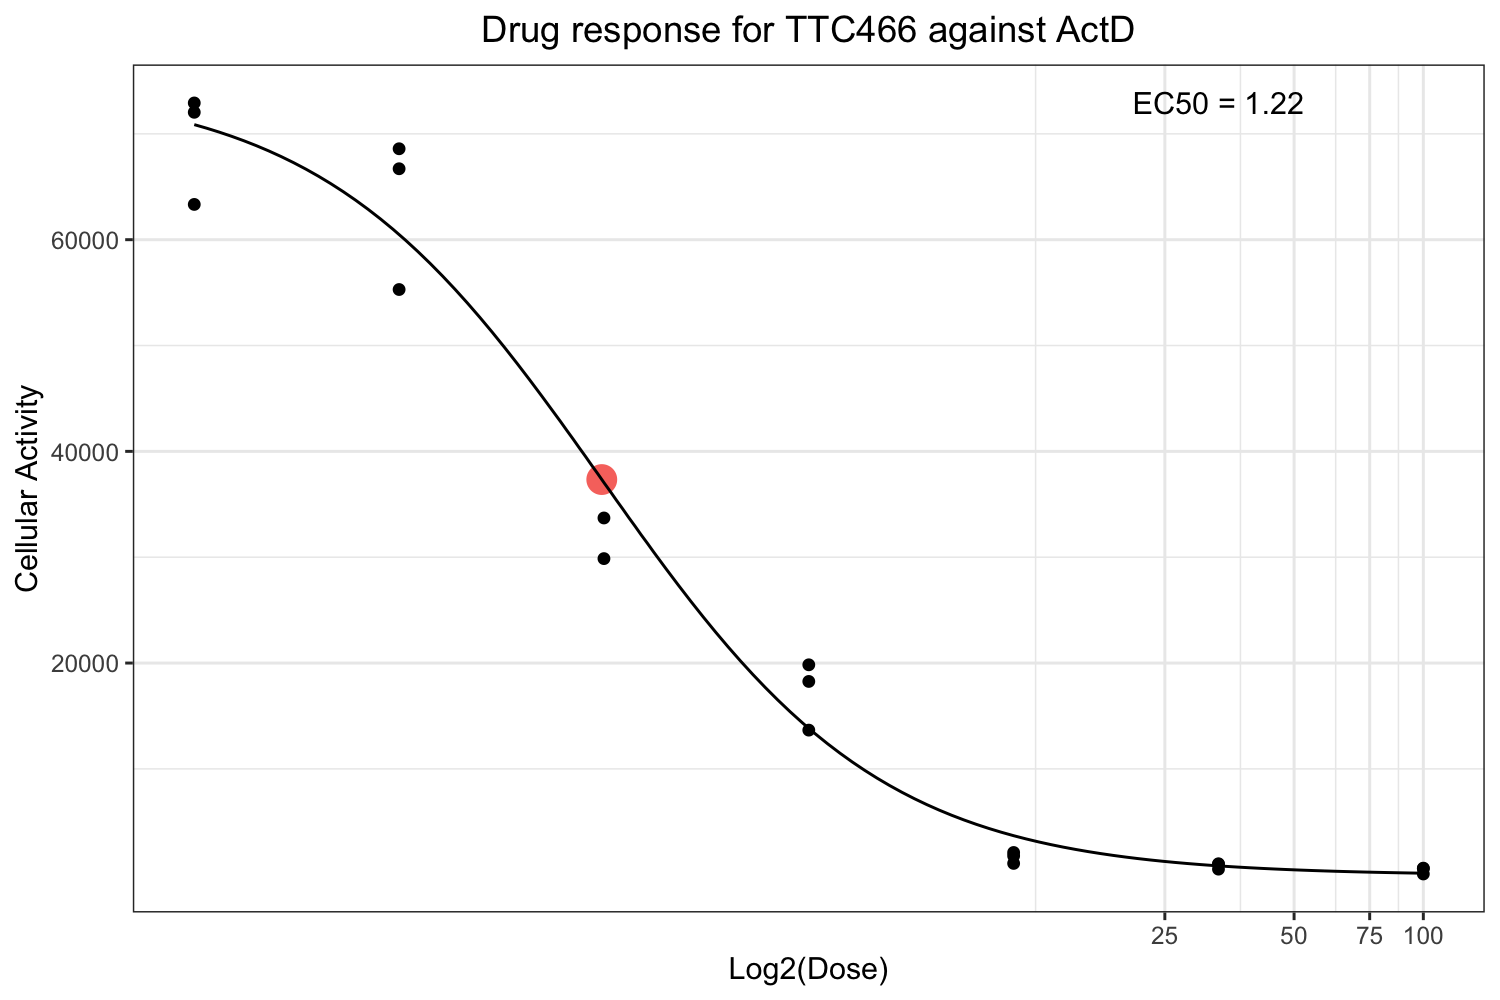 Drug response for TTC466 against ActD
EC50 = 1.22
60000
40000
20000
Cellular Activity
25 50 75 100
Log2(Dose)